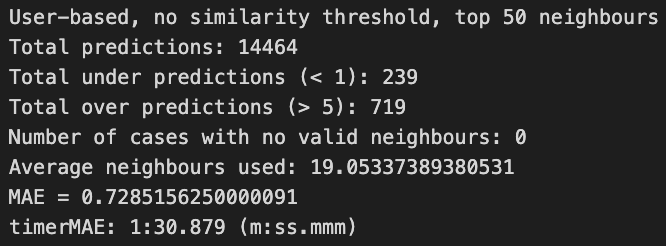 User-based, no similarity threshold, top 50 neighbours
Total predictions: 14464
Total under predictions (< 1): 239
Total over predictions (> 5): 719
Number of cases with no valid neighbours: 0
Average neighbours used: 19.05337389380531
MAE = 0.7285156250000091
timerMAE: 1:30.879 (m:ss.mmm)